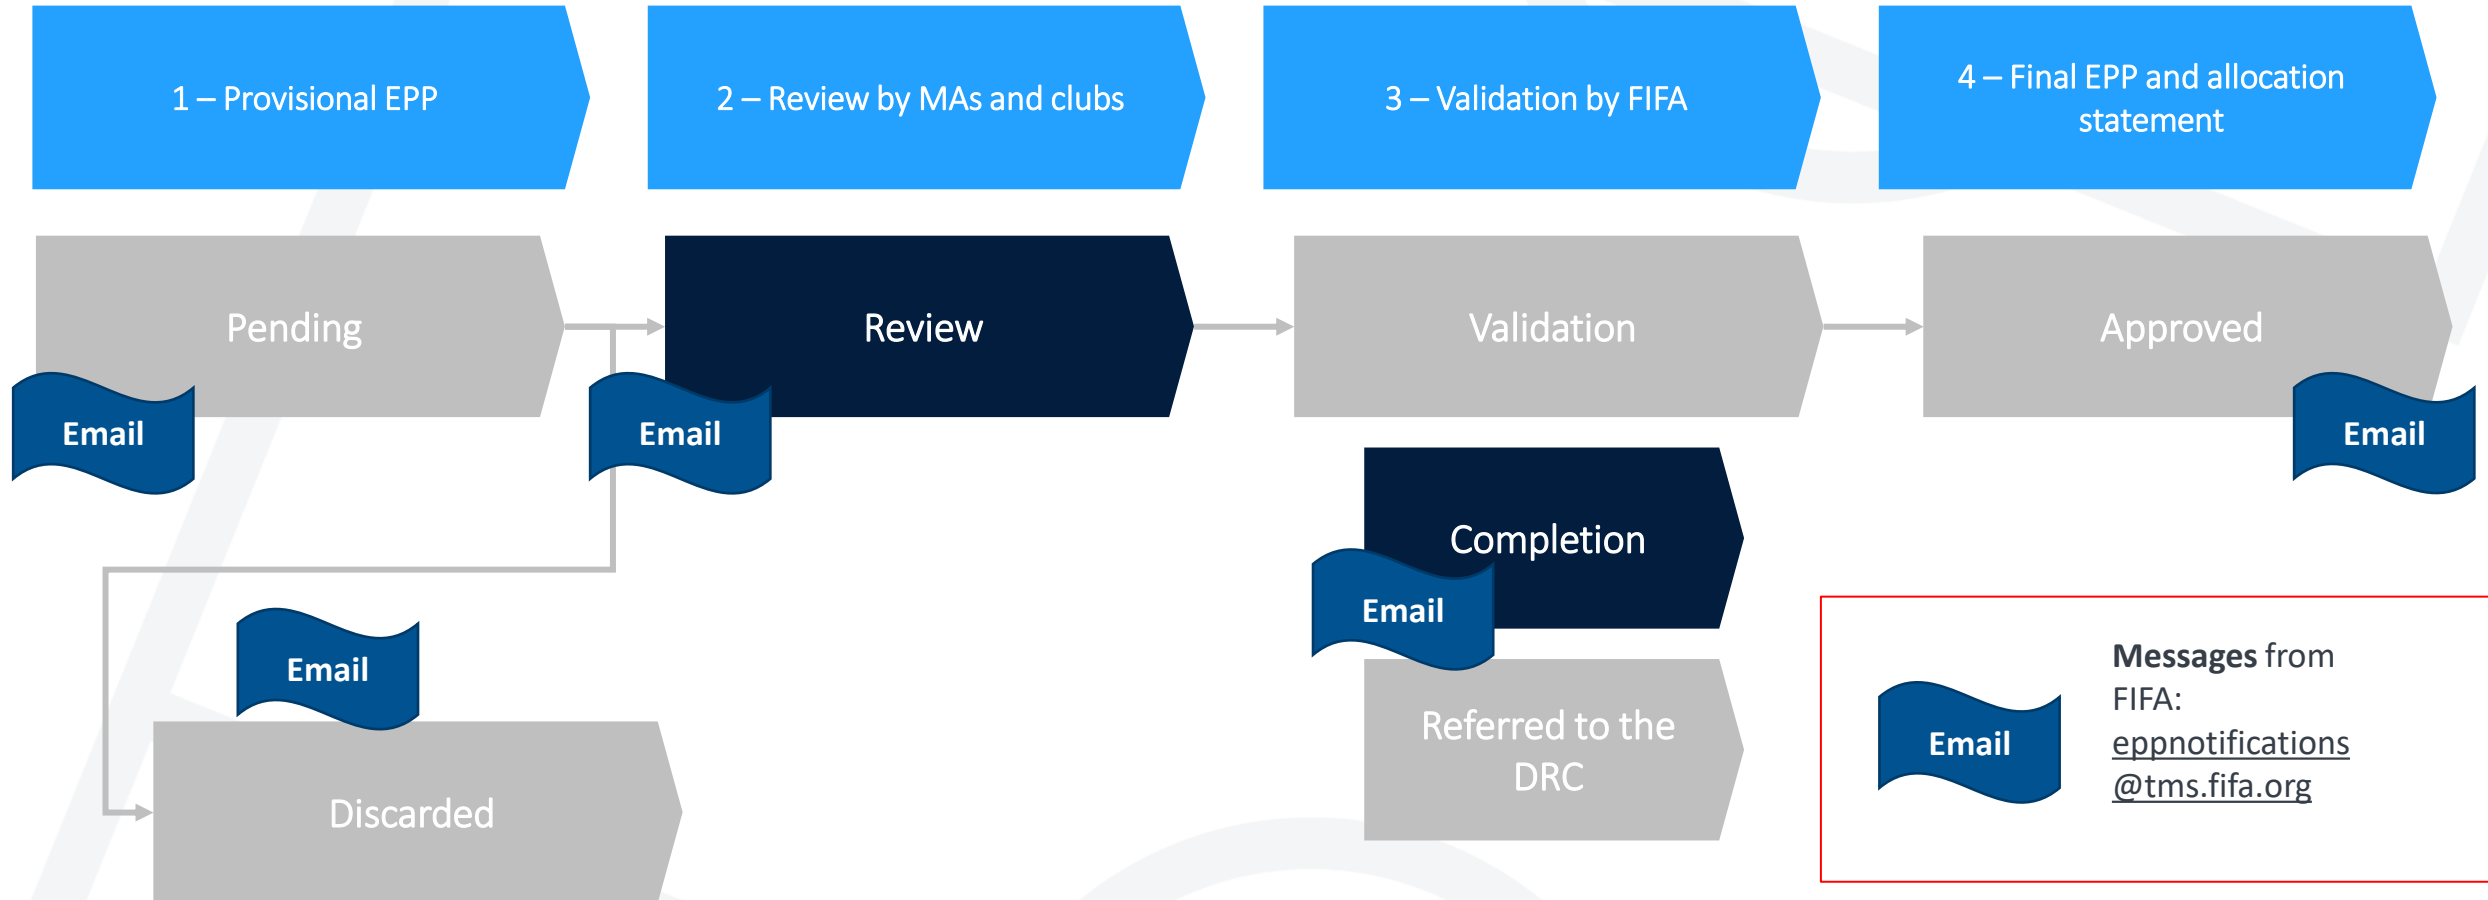 1 – Provisional EPP
2 – Review by MAs and clubs
3 – Validation by FIFA
4 – Final EPP and allocation
statement
Pending
Review
Validation
Approved
Email
Email
Email
Completion
Email
Email
Referred to the
DRC
Discarded
Email
Messages from
FIFA:
eppnotifications
@tms.fifa.org